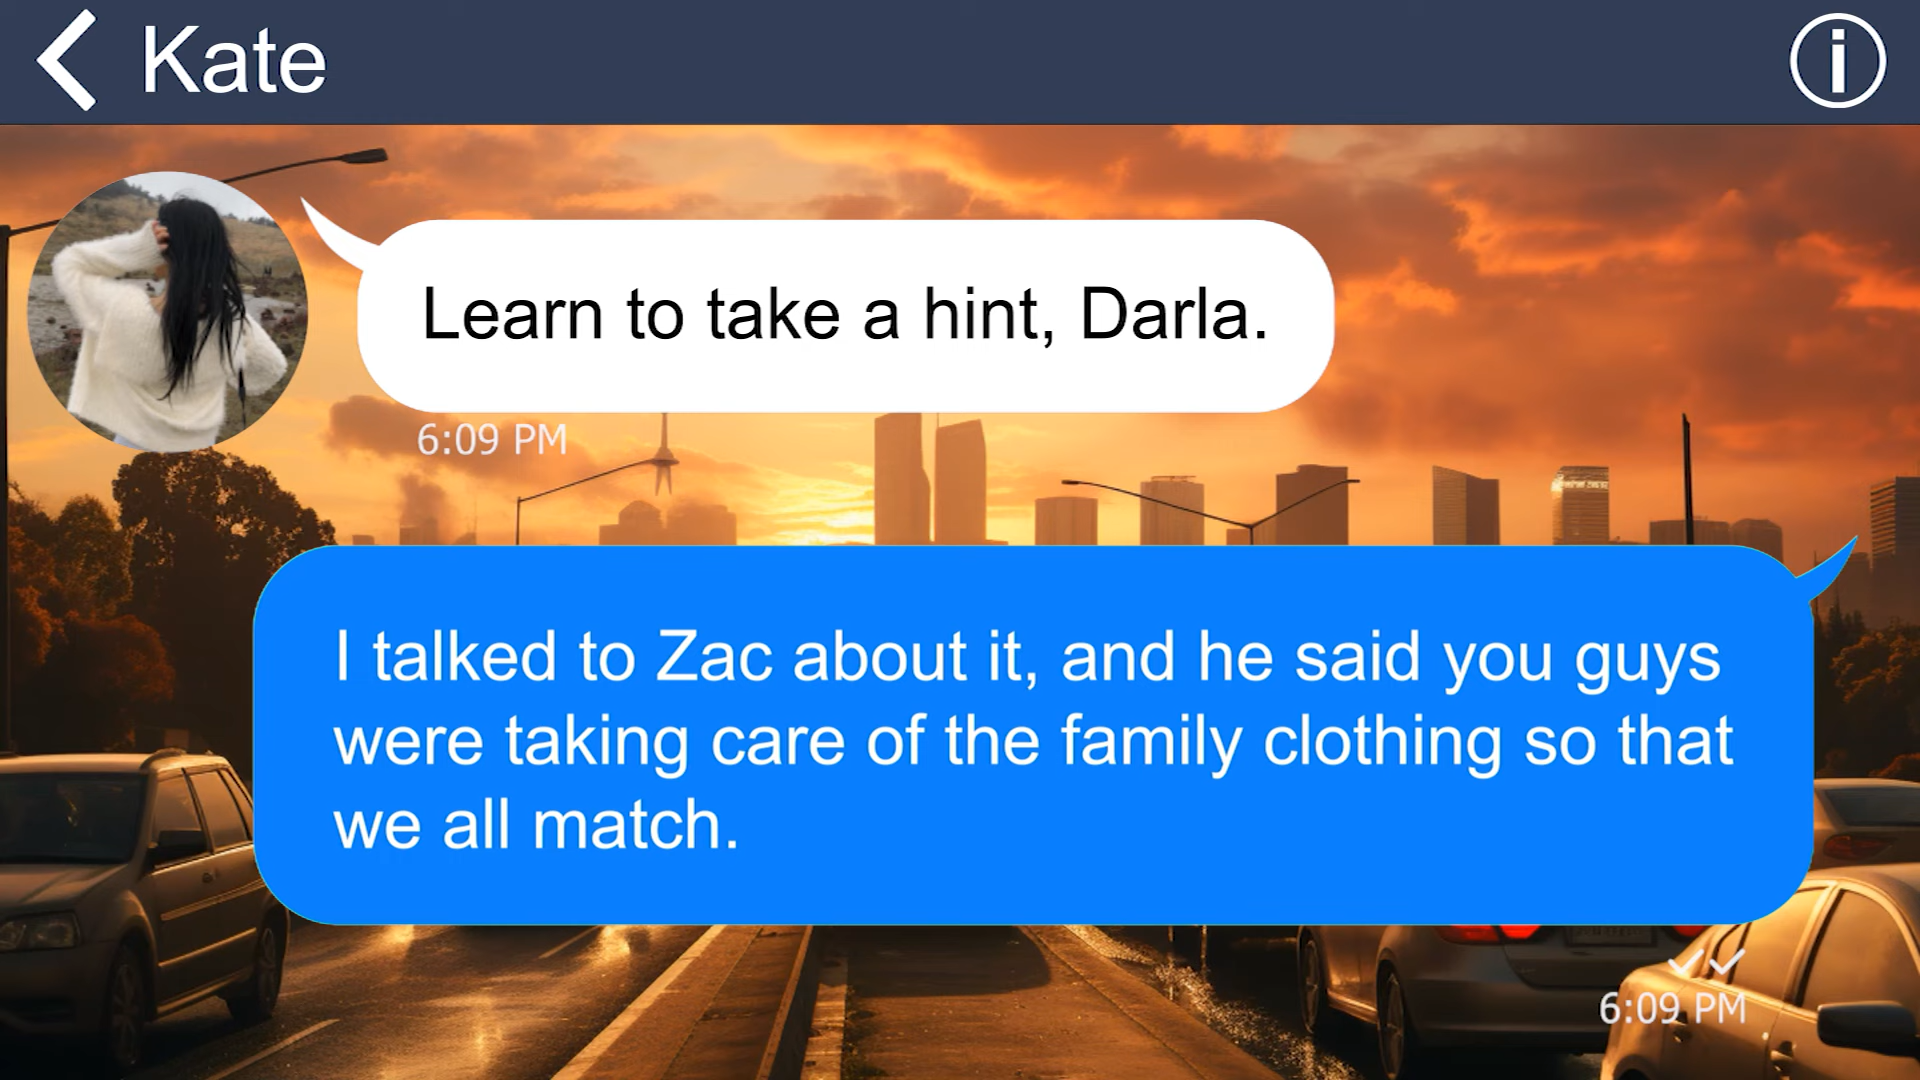 Kate
Learn to take a hint, Darla.
6:09 PM
I talked to Zac about it, and he said you guys
were taking care of the family clothing so that
we all match.
6:09 PM